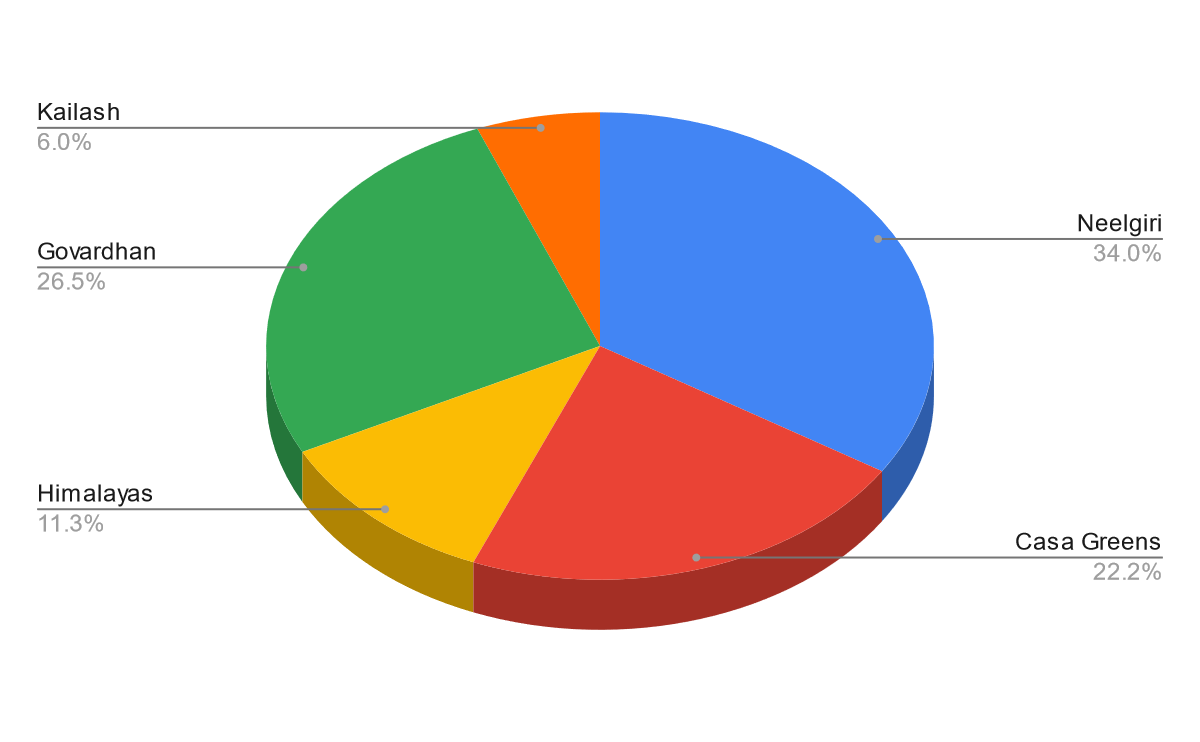 Kailash
6.0%
Govardhan
26.5%
Himalayas
11.3%
Neelgiri
34.0%
Casa Greens
22.2%